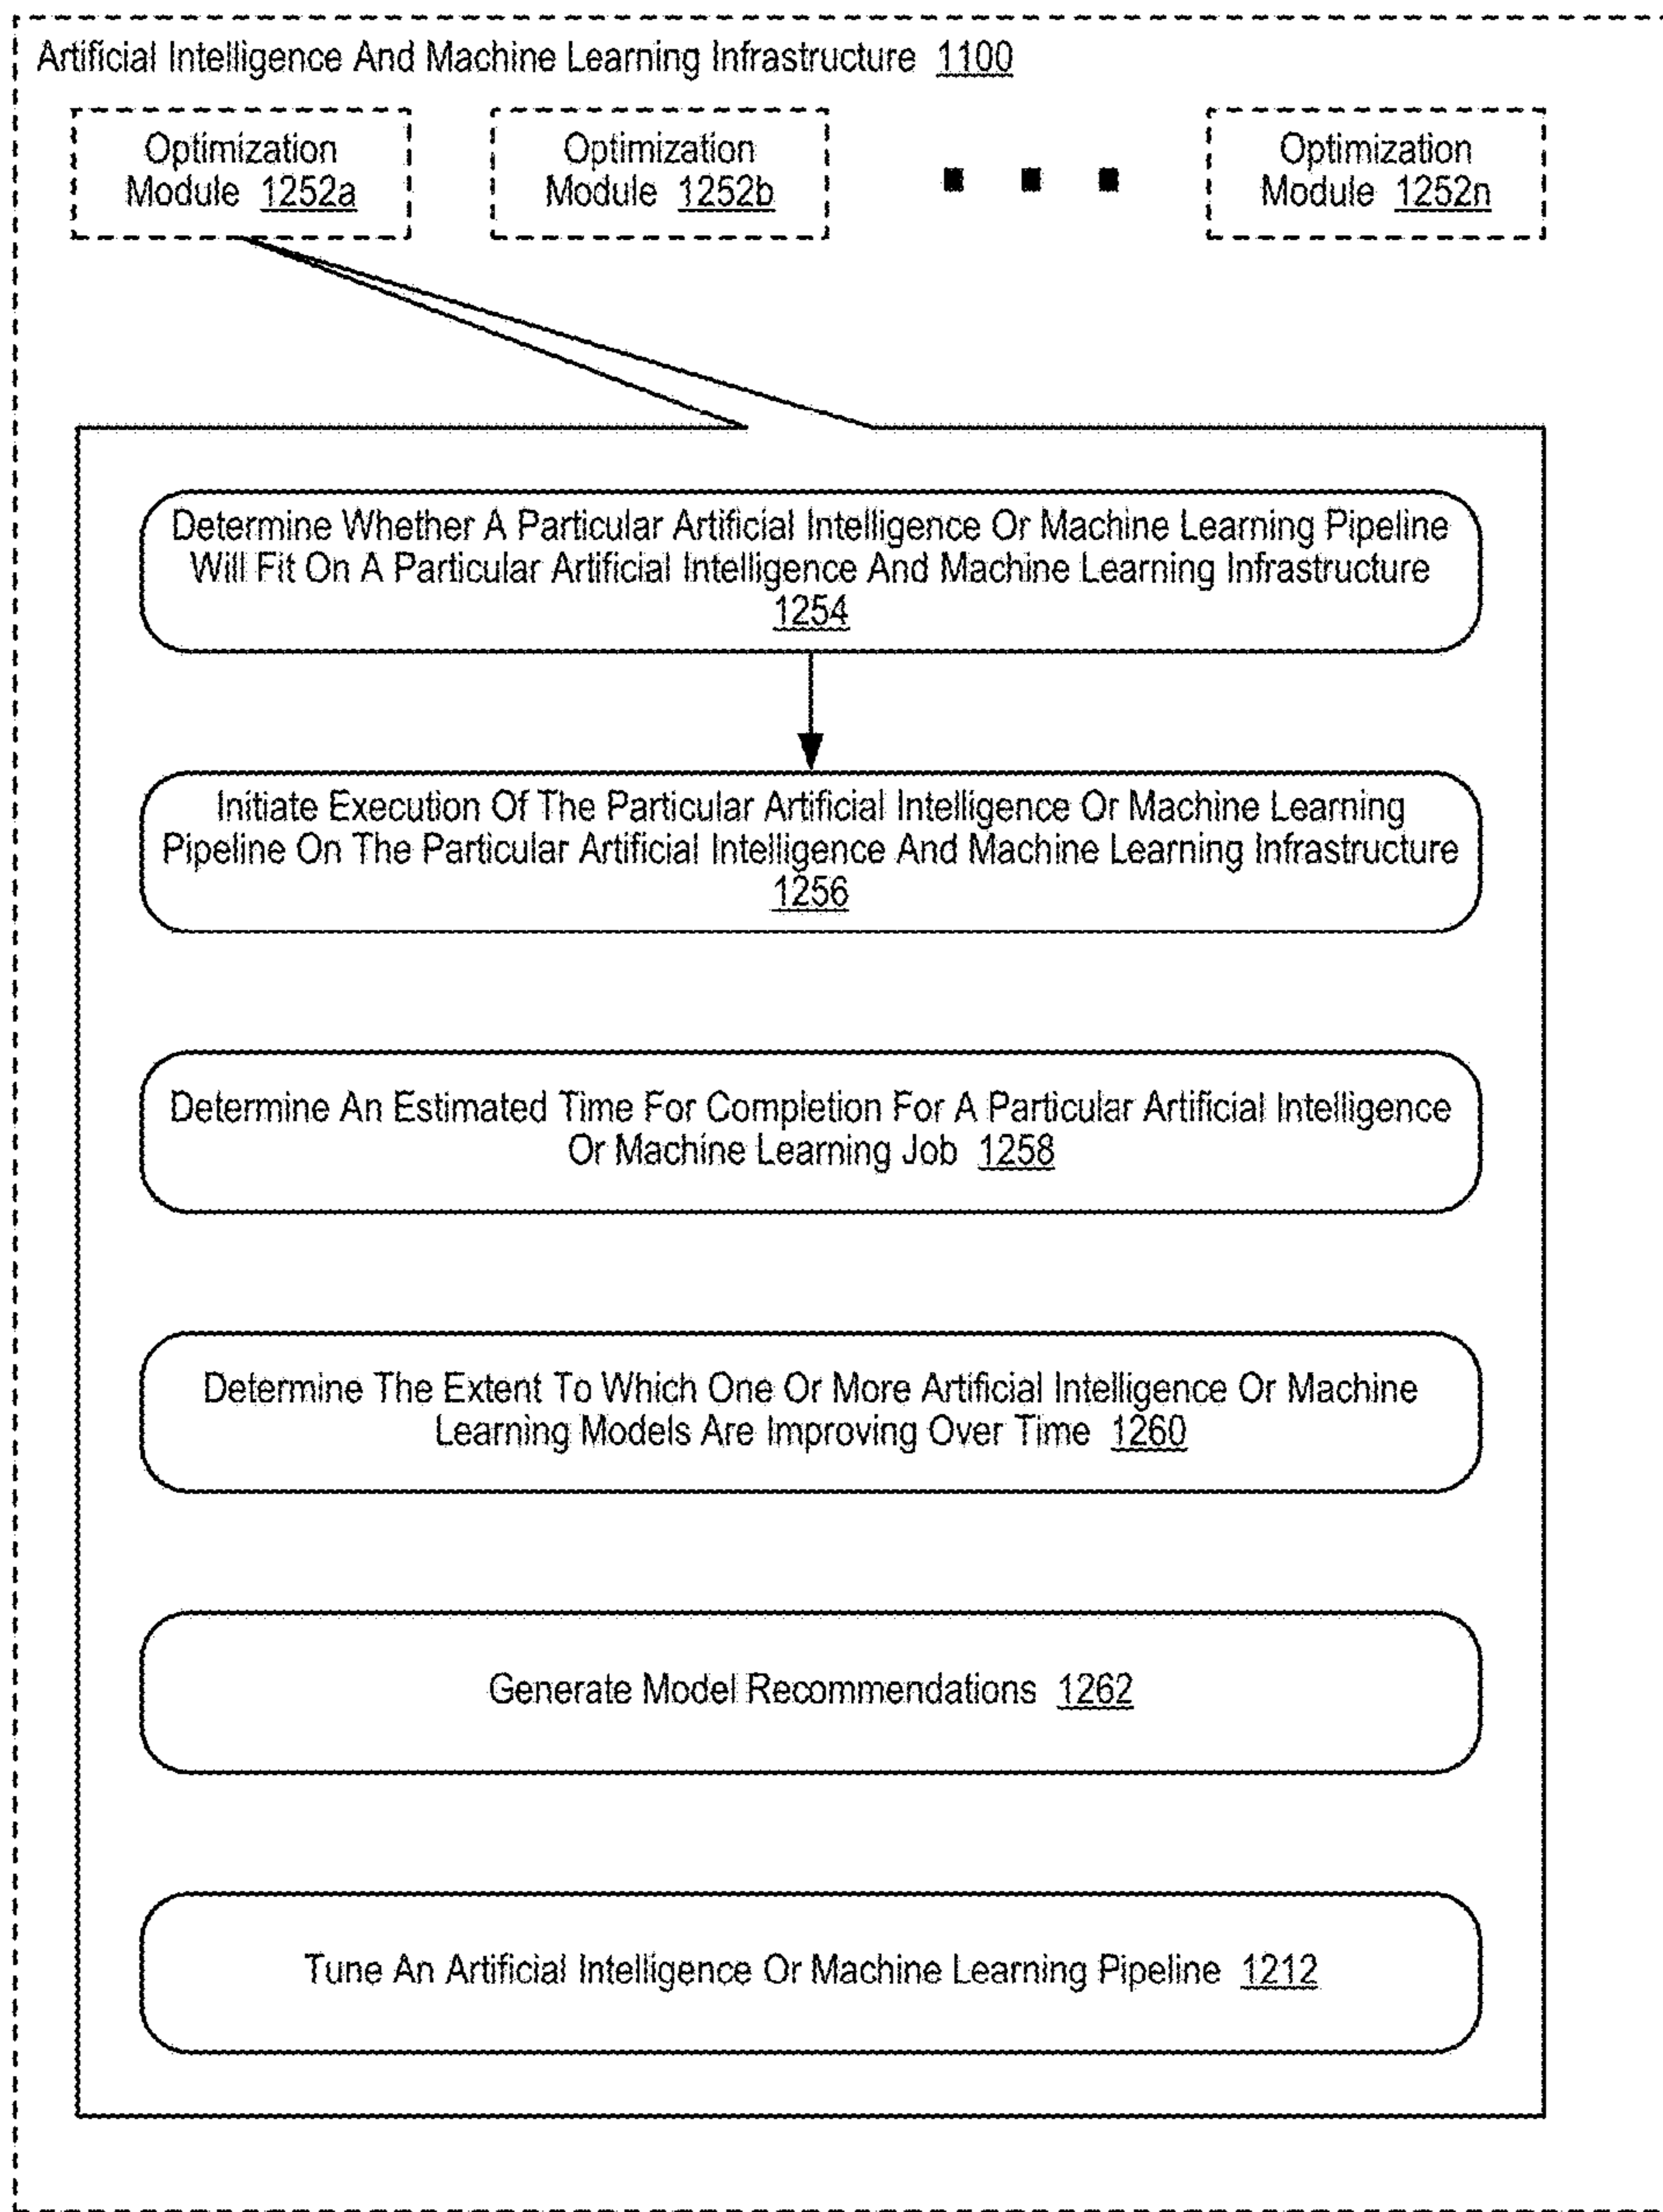 Artificial Intelligence And Machine Learning Infrastructure 1100
Optimization
Module 1252a
Optimization
Module 1252b
Optimization
Module 1252n
Determine Whether A Particular Artificial Intelligence Or Machine Learning Pipeline
Will Fit On A Particular Artificial Intelligence And Machine Learning Infrastructure
1254
Initiate Execution Of The Particular Artificial Intelligence Or Machine Learning
Pipeline On The Particular Artificial Intelligence And Machine Learning Infrastructure
1256
Determine An Estimated Time For Completion For A Particular Artificial Intelligence
Or Machine Learning Job 1258
Determine The Extent To Which One Or More Artificial Intelligence Or Machine
Learning Models Are Improving Over Time 1260
Generate Model Recommendations 1262
Tune An Artificial Intelligence Or Machine Learning Pipeline 1212